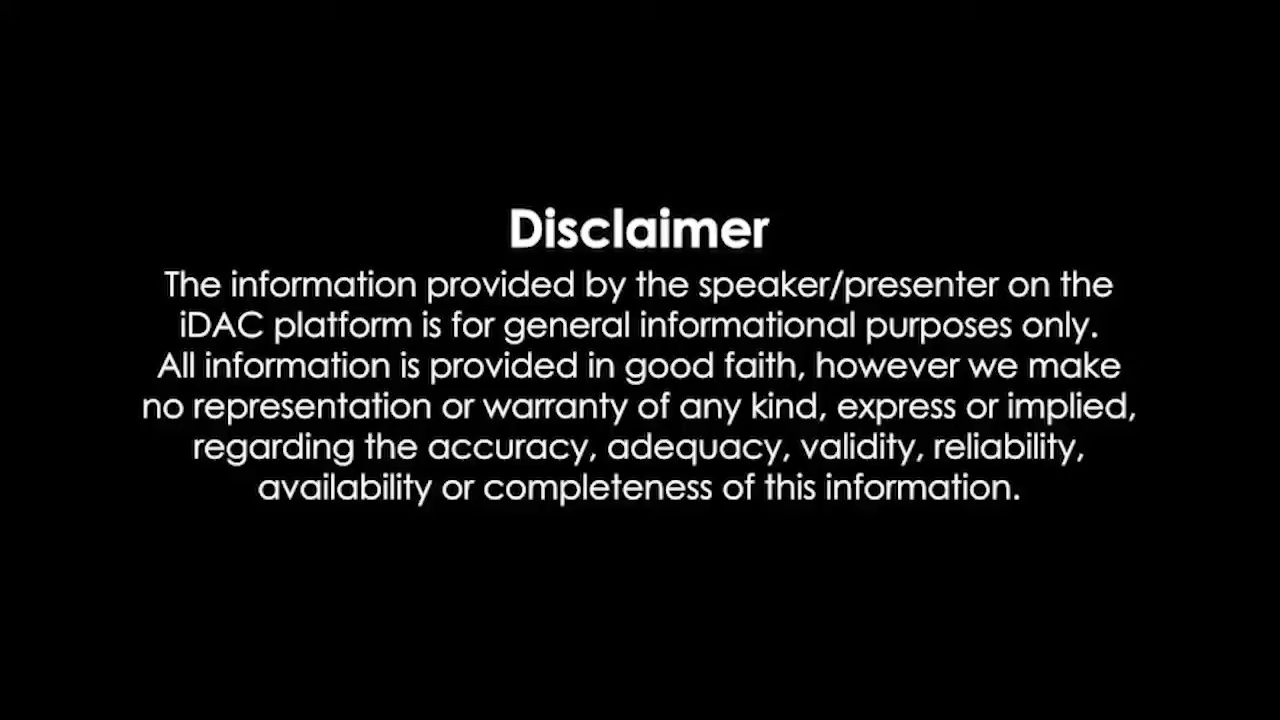 Disclaimer
The information provided by the speaker/presenter on the
iDAC platform is for general informational purposes only.
All information is provided in good faith, however we make
no representation or warranty of any kind, express or implied,
regarding the accuracy, adequacy, validity, reliability,
availability or completeness of this information.